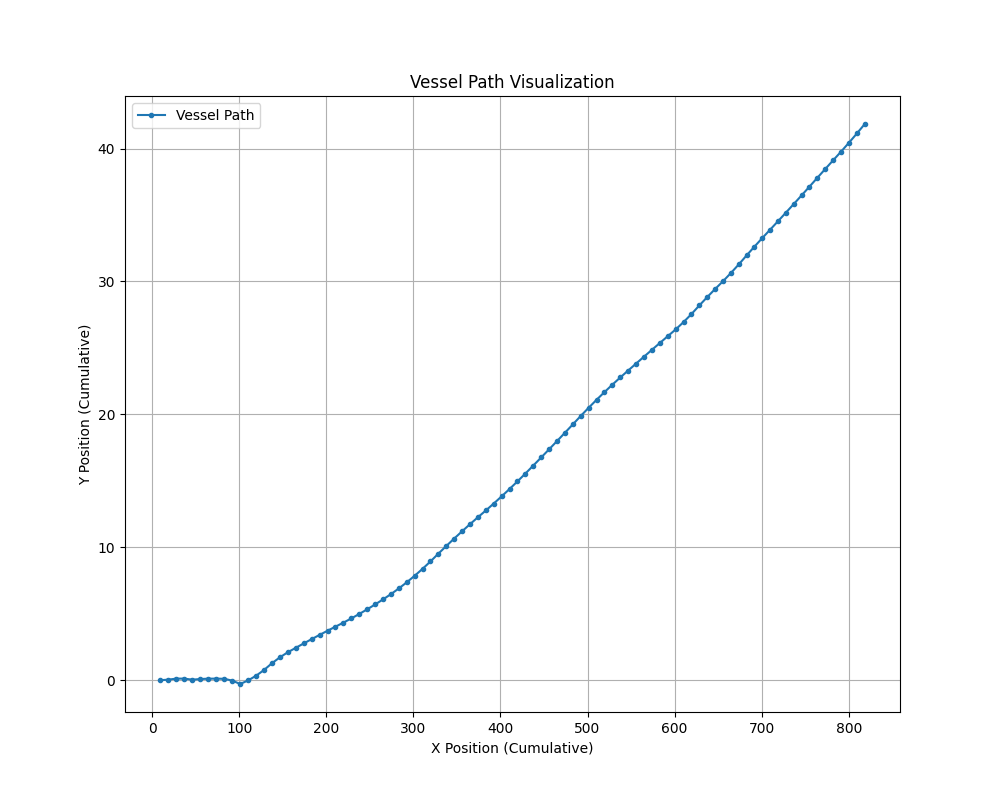 Vessel Path Visualization
Vessel Path
40
30
20
10
0
Y Position (Cumulative)
0 100 200 300 400 500 600 700 800
X Position (Cumulative)